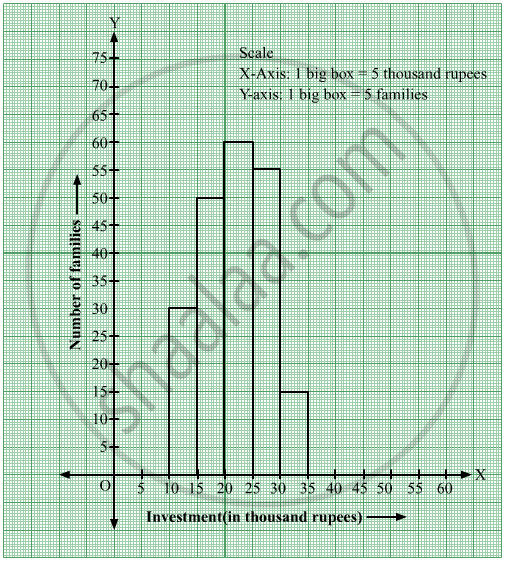 Y
Scale
X-Axis: 1 big box = 5 thousand rupees
Y-axis: 1 big box = 5 families
75
70
65
60
55
50
45
40
35
30
25
20
15
10
5
Number of families
O
5 10 15 20 25 30 35 40 45 50 55 60
X
Investment(in thousand rupees)
shaalaa.com